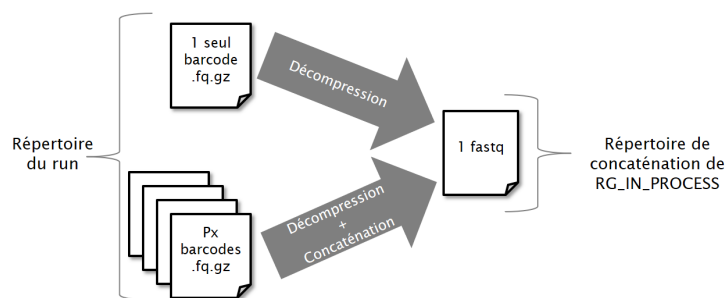 Répertoire
du run
1 seul
barcode
.fq.gz
Px
barcodes
.fq.gz
Décompression
Décompression
+
Concaténation
1 fastq
Répertoire de
concaténation de
RG_IN_PROCESS